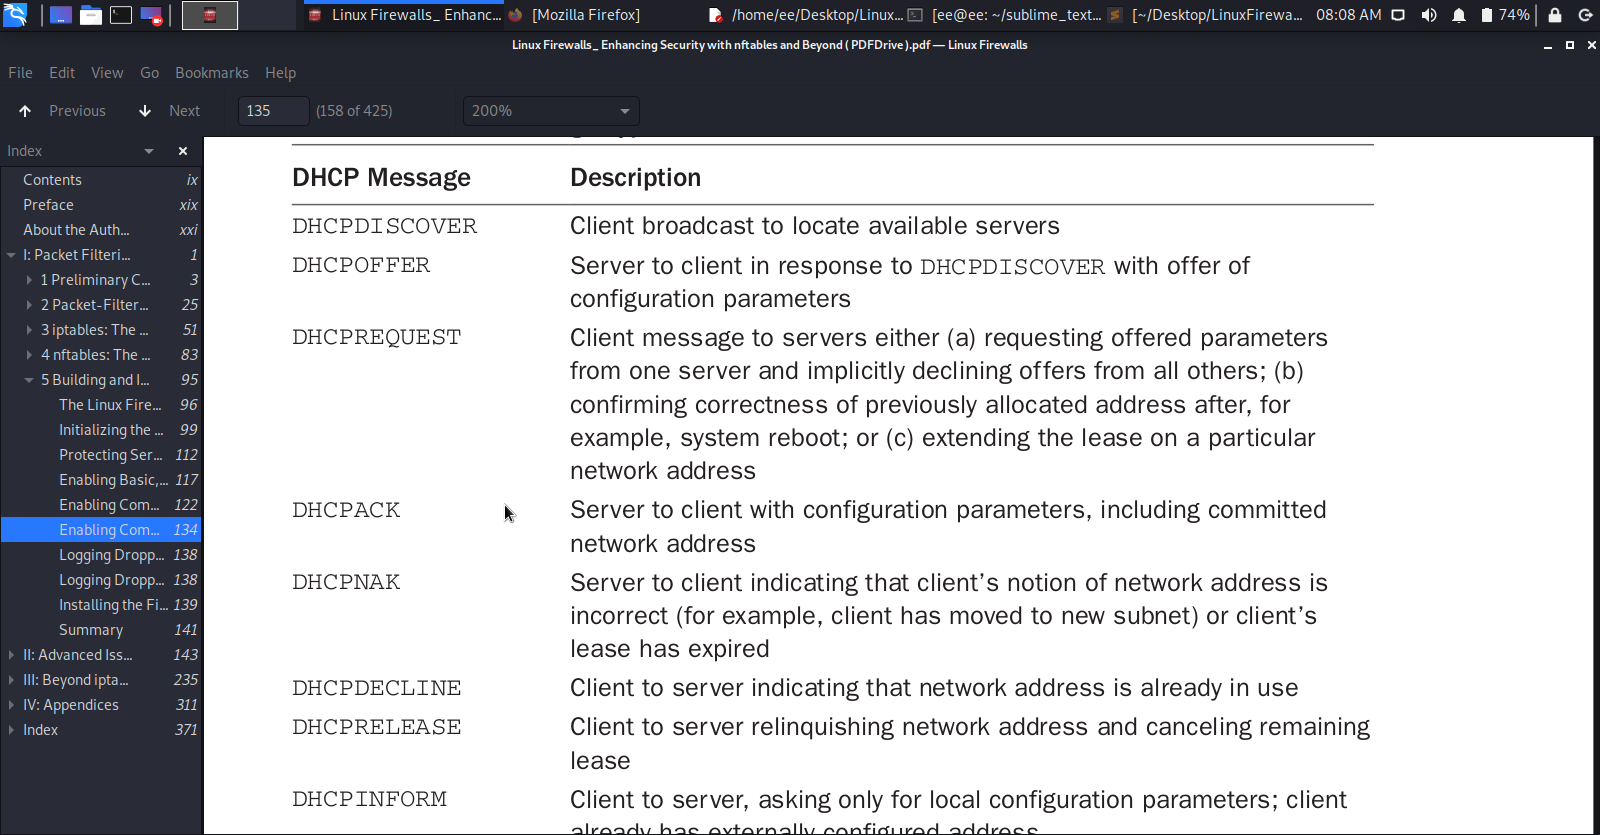 Linux Firewalls_ Enhanc...
[Mozilla Firefox]
/home/ee/Desktop/Linux...
[ee@ee: ~/sublime_text...
[~/Desktop/LinuxFirewa...
08:08 AM
74%
Linux Firewalls_ Enhancing Security with nftables and Beyond ( PDFDrive ).pdf — Linux Firewalls
File Edit View Go Bookmarks Help
Previous Next 135 (158 of 425) 200%
Index
Contents ix
Preface xix
About the Auth... xxi
I: Packet Filteri... 1
1 Preliminary C... 3
2 Packet-Filter... 25
3 iptables: The ... 51
4 nftables: The ... 83
5 Building and I... 95
The Linux Fire... 96
Initializing the ... 99
Protecting Ser... 112
Enabling Basic,... 117
Enabling Com... 122
Enabling Com... 134
Logging Dropp... 138
Logging Dropp... 138
Installing the Fi... 139
Summary 141
II: Advanced Iss... 143
III: Beyond ipta... 235
IV: Appendices 311
Index 371
DHCP Message Description
DHCPDISCOVER Client broadcast to locate available servers
DHCPOFFER Server to client in response to DHCPDISCOVER with offer of
configuration parameters
DHCPREQUEST Client message to servers either (a) requesting offered parameters
from one server and implicitly declining offers from all others; (b)
confirming correctness of previously allocated address after, for
example, system reboot; or (c) extending the lease on a particular
network address
DHCPACK Server to client with configuration parameters, including committed
network address
DHCPNAK Server to client indicating that client’s notion of network address is
incorrect (for example, client has moved to new subnet) or client’s
lease has expired
DHCPDECLINE Client to server indicating that network address is already in use
DHCPRELEASE Client to server relinquishing network address and canceling remaining
lease
DHCPINFORM Client to server, asking only for local configuration parameters; client
already has externally configured address